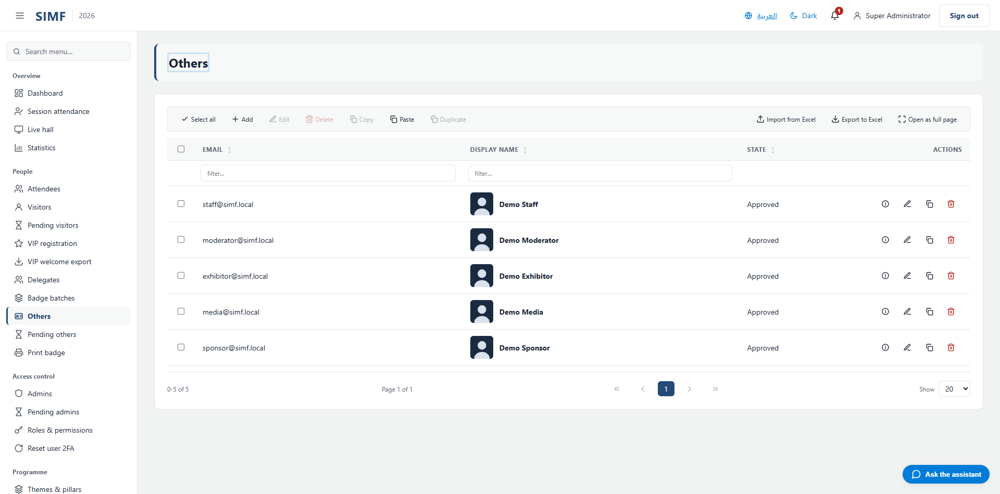 SIMF 2026 العربية Dark 1 Super Administrator Sign out
Search menu...
Overview
Dashboard
Session attendance
Live hall
Statistics
People
Attendees
Visitors
Pending visitors
VIP registration
VIP welcome export
Delegates
Badge batches
Others
Pending others
Print badge
Access control
Admins
Pending admins
Roles & permissions
Reset user 2FA
Programme
Themes & pillars
Others
Select all Add Edit Delete Copy Paste Duplicate Import from Excel Export to Excel Open as full page
EMAIL DISPLAY NAME STATE ACTIONS
filter... filter...
staff@simf.local Demo Staff Approved
moderator@simf.local Demo Moderator Approved
exhibitor@simf.local Demo Exhibitor Approved
media@simf.local Demo Media Approved
sponsor@simf.local Demo Sponsor Approved
0-5 of 5 Page 1 of 1 « ‹ 1 › » Show 20
Ask the assistant